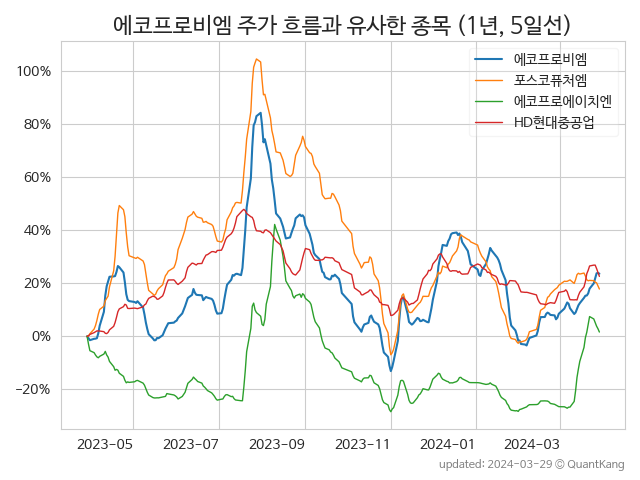 에코프로비엠 주가 흐름과 유사한 종목 (1년, 5일선)
에코프로비엠
포스코퓨처엠
에코프로에이치엔
HD현대중공업
100%
80%
60%
40%
20%
0%
−20%
2023-05
2023-07
2023-09
2023-11
2024-01
2024-03
updated: 2024-03-29 © QuantKang